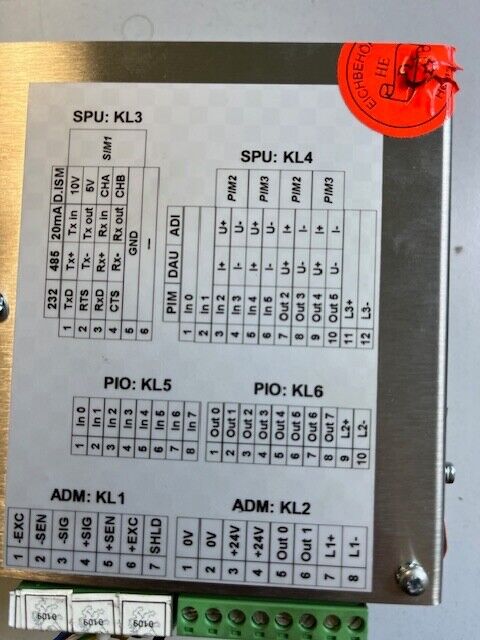 EICHBEHÖ
HE
SPU: KL3
232 485 20mA D.ISM
1 TxD Tx+ Tx in 10V SIM1
2 RTS Tx- Tx out 5V
3 RxD Rx+ Rx in CHA
4 CTS Rx- Rx out CHB
5 GND
6 ---
SPU: KL4
PIM DAU ADI
1 In 0
2 In 1
3 In 2 I+ U+ PIM2
4 In 3 I- U-
5 In 4 I+ U+ PIM3
6 In 5 I- U-
7 Out 2 U+ I+ PIM2
8 Out 3 U- I-
9 Out 4 U+ I+ PIM3
10 Out 5 U- I-
11 L3+
12 L3-
PIO: KL5
1 In 0
2 In 1
3 In 2
4 In 3
5 In 4
6 In 5
7 In 6
8 In 7
PIO: KL6
1 Out 0
2 Out 1
3 Out 2
4 Out 3
5 Out 4
6 Out 5
7 Out 6
8 Out 7
9 L2+
10 L2-
ADM: KL1
1 -EXC
2 -SEN
3 -SIG
4 +SIG
5 +SEN
6 +EXC
7 SHLD
ADM: KL2
1 0V
2 0V
3 +24V
4 +24V
5 Out 0
6 Out 1
7 L1+
8 L1-
0109
0109
0109